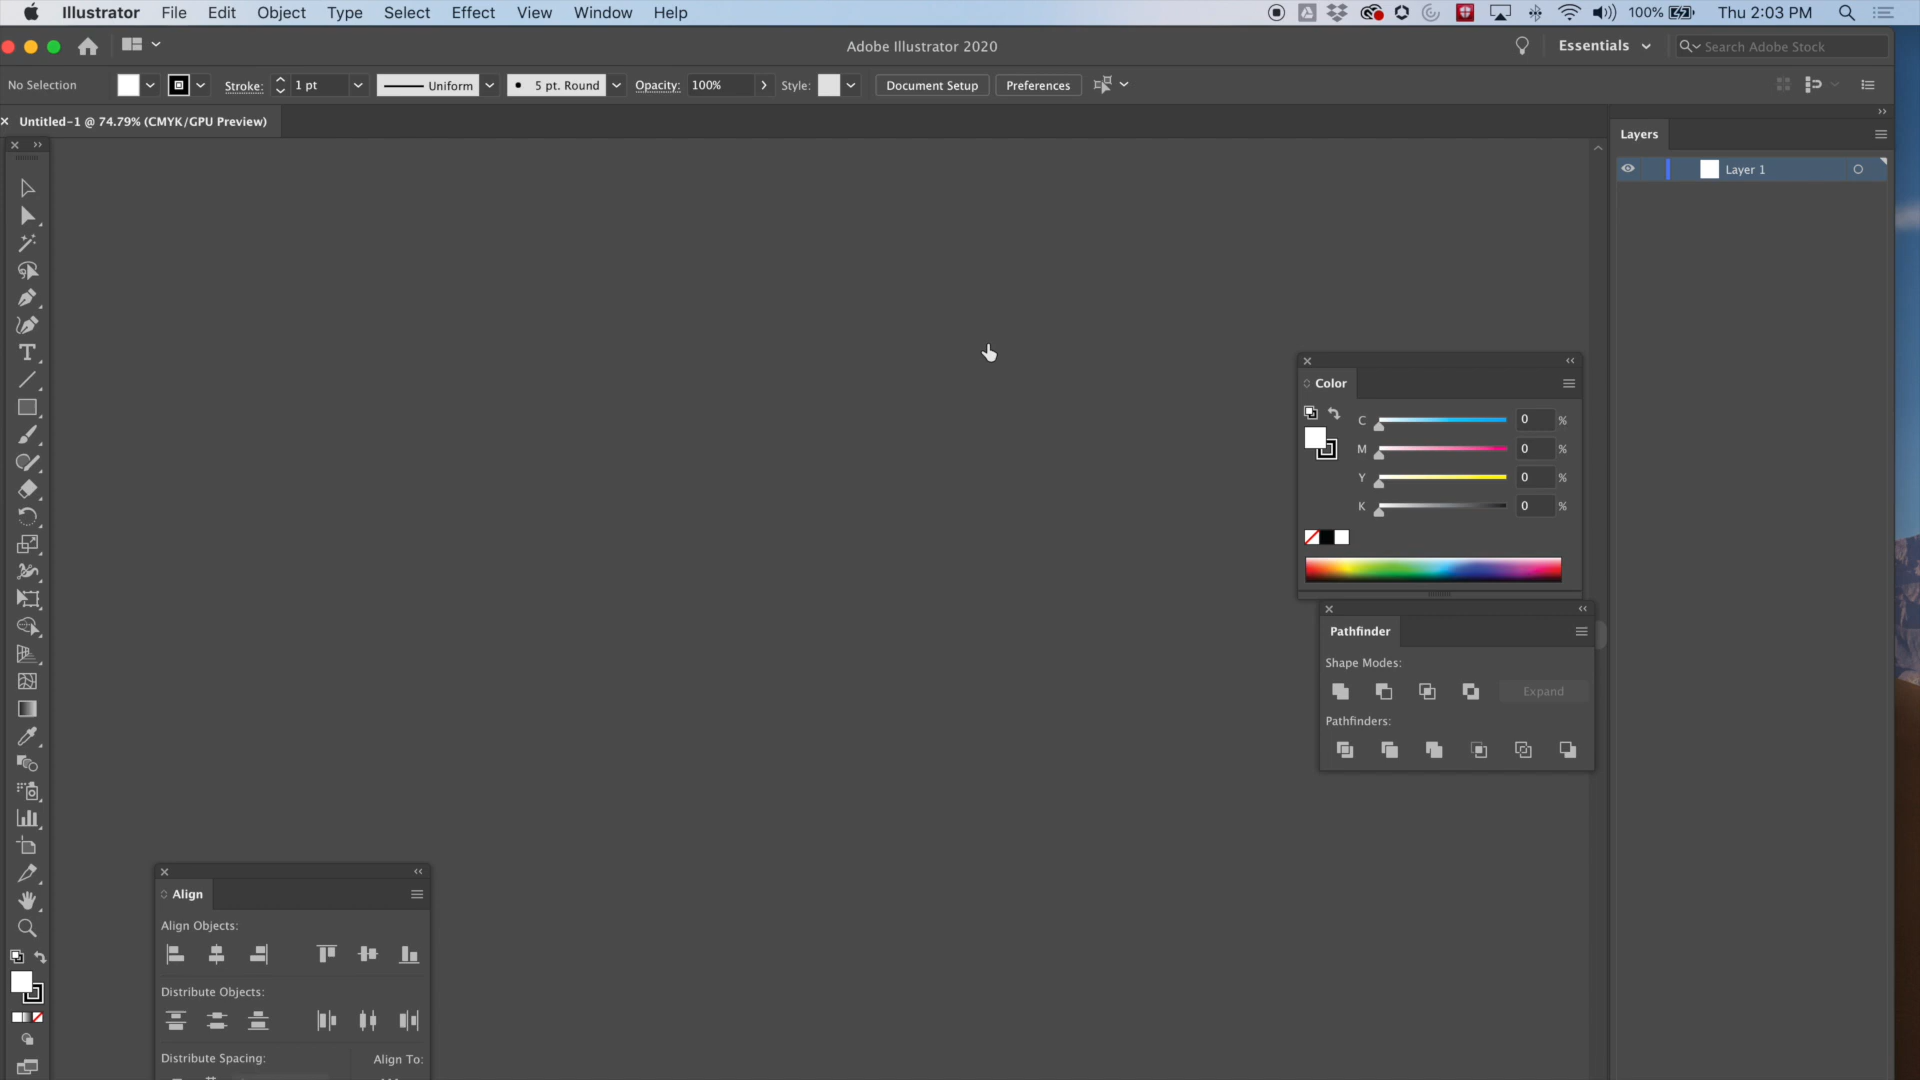 Illustrator File Edit Object Type Select Effect View Window Help 100% Thu 2:03 PM
Adobe Illustrator 2020 Essentials Search Adobe Stock
No Selection Stroke: 1 pt Uniform 5 pt. Round Opacity: 100% Style: Document Setup Preferences
Untitled-1 @ 74.79% (CMYK/GPU Preview)
Layers
Layer 1
Color
C 0 %
M 0 %
Y 0 %
K 0 %
Pathfinder
Shape Modes:
Expand
Pathfinders:
Align
Align Objects:
Distribute Objects:
Distribute Spacing: Align To: